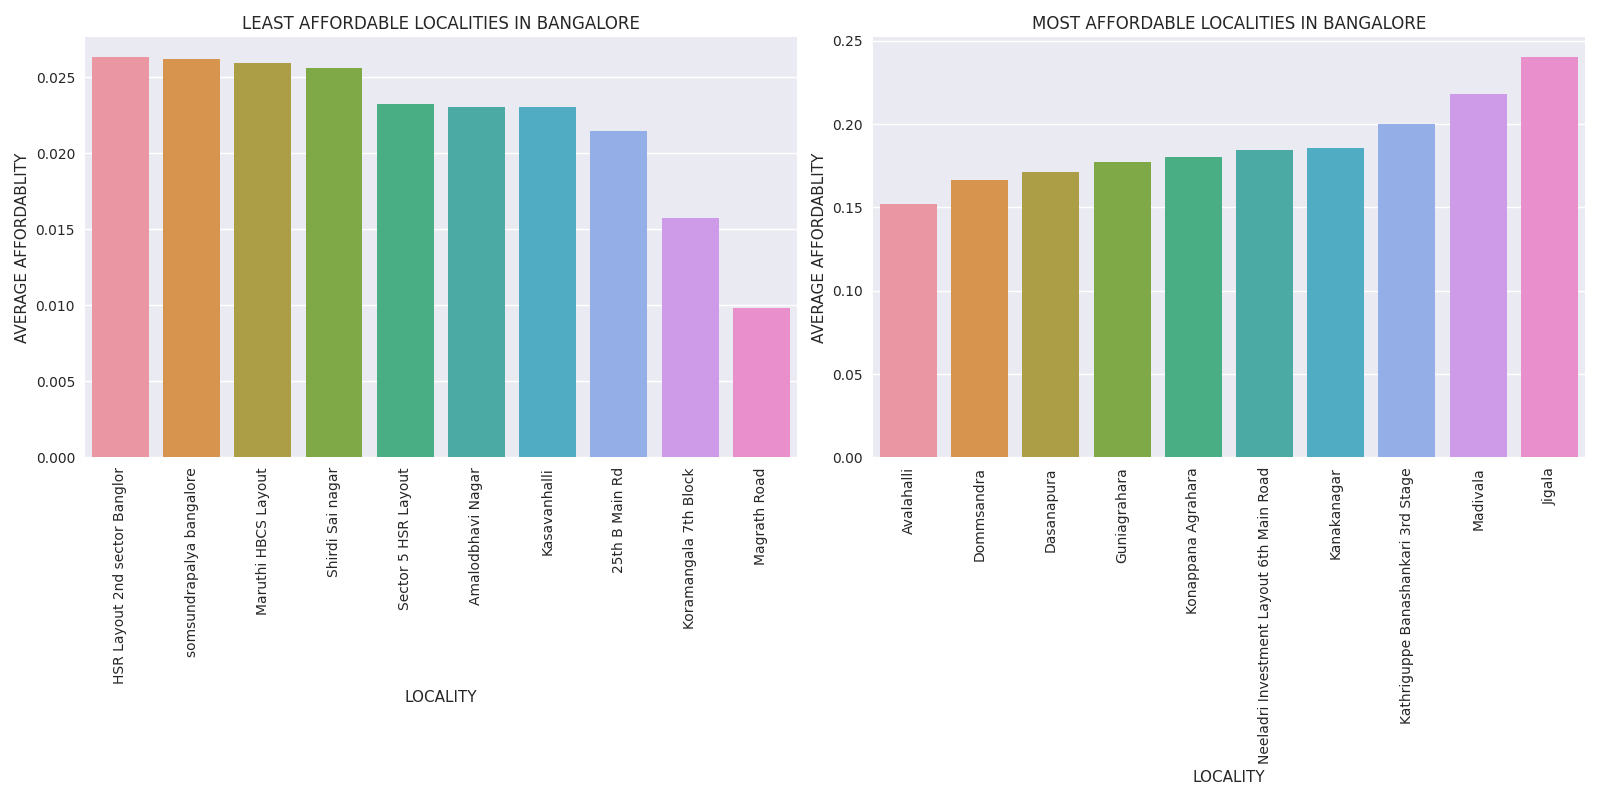 LEAST AFFORDABLE LOCALITIES IN BANGALORE
AVERAGE AFFORDABLITY
0.025
0.020
0.015
0.010
0.005
0.000
HSR Layout 2nd sector Banglor
somsundrapalya bangalore
Maruthi HBCS Layout
Shirdi Sai nagar
Sector 5 HSR Layout
Amalodbhavi Nagar
Kasavanhalli
25th B Main Rd
Koramangala 7th Block
Magrath Road
LOCALITY
MOST AFFORDABLE LOCALITIES IN BANGALORE
AVERAGE AFFORDABLITY
0.25
0.20
0.15
0.10
0.05
0.00
Avalahalli
Dommsandra
Dasanapura
Guniagrahara
Konappana Agrahara
Neeladri Investment Layout 6th Main Road
Kanakanagar
Kathriguppe Banashankari 3rd Stage
Madivala
Jigala
LOCALITY